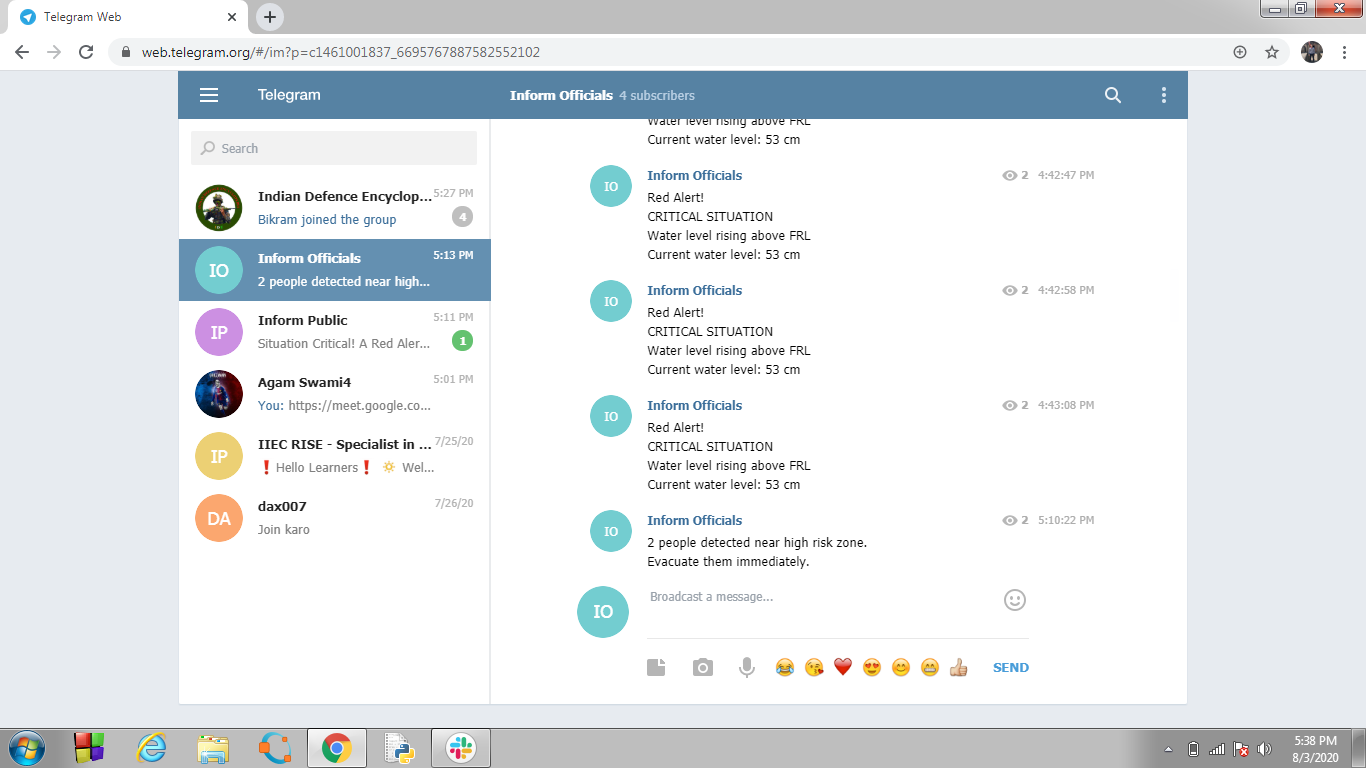 Telegram Web
web.telegram.org/#/im?p=c1461001837_6695767887582552102
Telegram
Inform Officials 4 subscribers
Search
Indian Defence Encyclop... 5:27 PM
Bikram joined the group 4
IO
Inform Officials 5:13 PM
2 people detected near high...
IP
Inform Public 5:11 PM
Situation Critical! A Red Aler... 1
Agam Swami4 5:01 PM
You: https://meet.google.co...
IP
IIEC RISE - Specialist in ... 7/25/20
❗Hello Learners❗ 🔅 Wel...
DA
dax007 7/26/20
Join karo
Water level rising above FRL
Current water level: 53 cm
IO
Inform Officials 2 4:42:47 PM
Red Alert!
CRITICAL SITUATION
Water level rising above FRL
Current water level: 53 cm
IO
Inform Officials 2 4:42:58 PM
Red Alert!
CRITICAL SITUATION
Water level rising above FRL
Current water level: 53 cm
IO
Inform Officials 2 4:43:08 PM
Red Alert!
CRITICAL SITUATION
Water level rising above FRL
Current water level: 53 cm
IO
Inform Officials 2 5:10:22 PM
2 people detected near high risk zone.
Evacuate them immediately.
IO
Broadcast a message...
😂 😘 ❤️ 😍 😊 😁 👍🏼 SEND
5:38 PM
8/3/2020